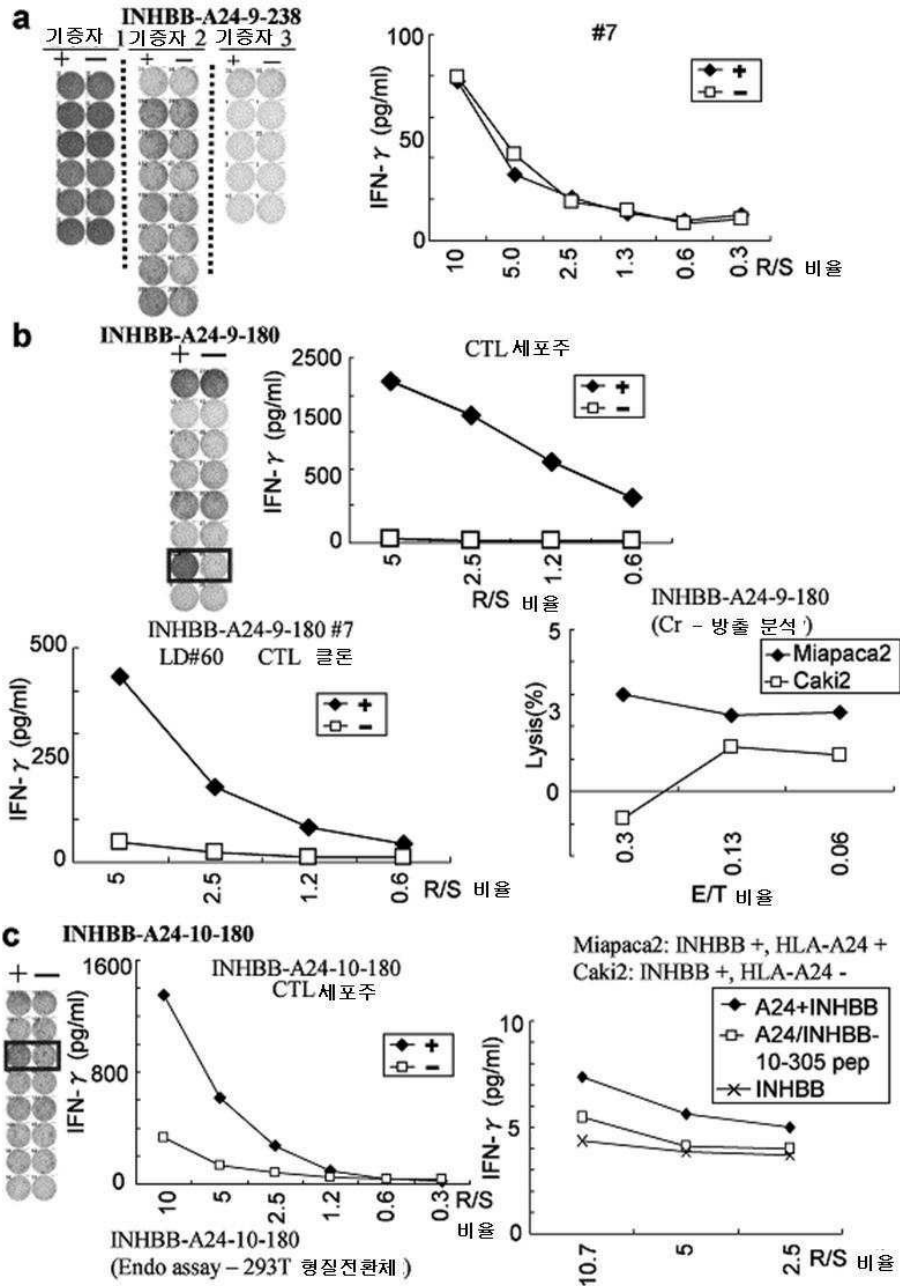 a
INHBB-A24-9-238
기증자 1 기증자 2 기증자 3
+ − + − + −
#7
IFN-γ (pg/ml)
100
50
0
+
−
10 5.0 2.5 1.3 0.6 0.3 R/S 비율
b
INHBB-A24-9-180
+ −
CTL 세포주
IFN-γ (pg/ml)
2500
1500
500
0
+
−
5 2.5 1.2 0.6
R/S 비율
INHBB-A24-9-180 #7
LD#60 CTL 클론
IFN-γ (pg/ml)
500
250
0
+
−
5 2.5 1.2 0.6 R/S 비율
INHBB-A24-9-180
(Cr - 방출 분석)
Miapaca2
Caki2
Lysis(%)
3
0
0.3 0.13 0.06
E/T 비율
c
INHBB-A24-10-180
+ −
INHBB-A24-10-180
CTL 세포주
IFN-γ (pg/ml)
1600
800
0
+
−
10 5 2.5 1.2 0.6 0.3 R/S
비율
INHBB-A24-10-180
(Endo assay – 293T 형질전환체)
Miapaca2: INHBB +, HLA-A24 +
Caki2: INHBB +, HLA-A24 -
A24+INHBB
A24/INHBB-
10-305 pep
INHBB
IFN-γ (pg/ml)
10
5
0
10.7 5 2.5 R/S 비율